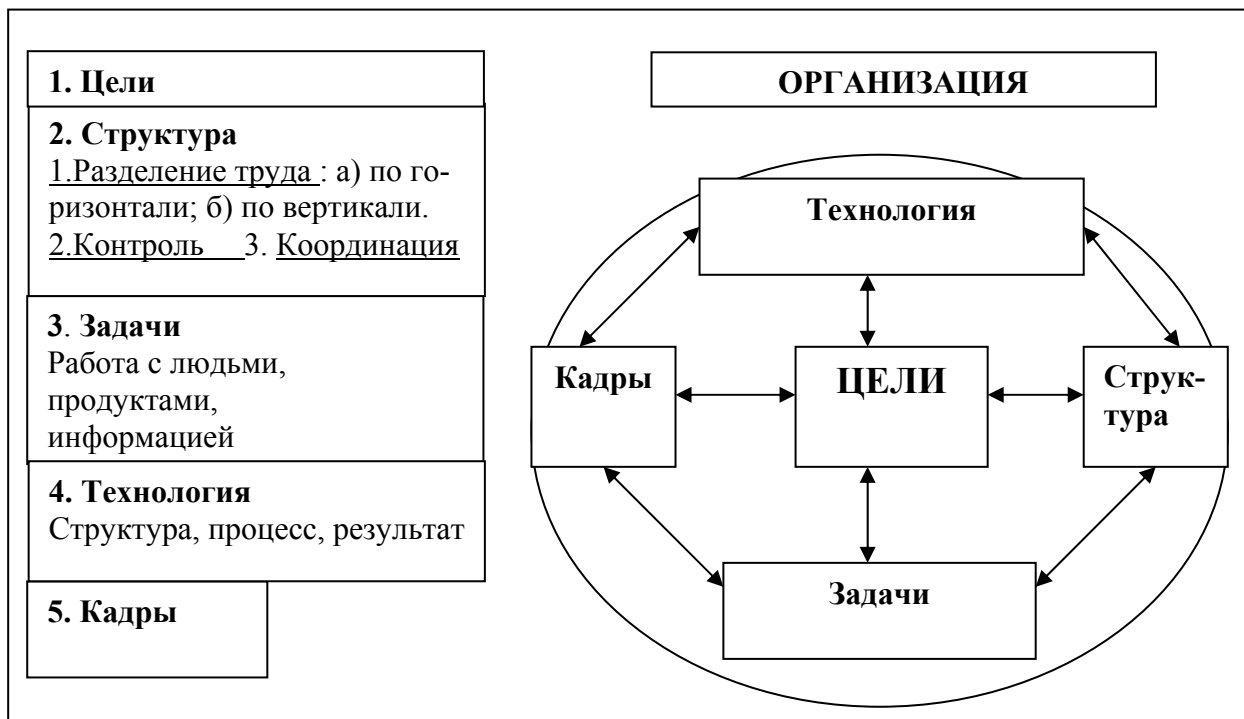 1. Цели
2. Структура
1.Разделение труда : а) по го-
ризонтали; б) по вертикали.
2.Контроль 3. Координация
3. Задачи
Работа с людьми,
продуктами,
информацией
4. Технология
Структура, процесс, результат
5. Кадры
ОРГАНИЗАЦИЯ
Технология
Кадры
ЦЕЛИ
Струк-
тура
Задачи